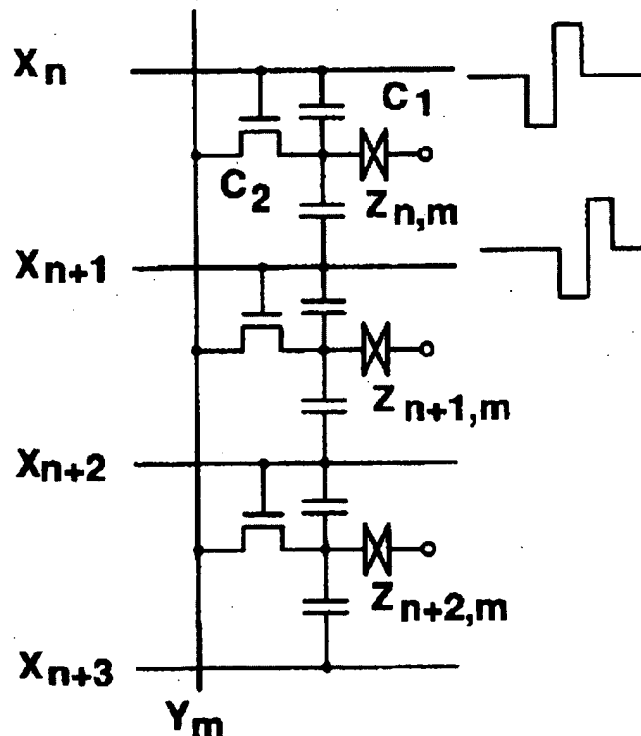 Xn
C1
C2
Zn,m
Xn+1
Zn+1,m
Xn+2
Zn+2,m
Xn+3
Ym